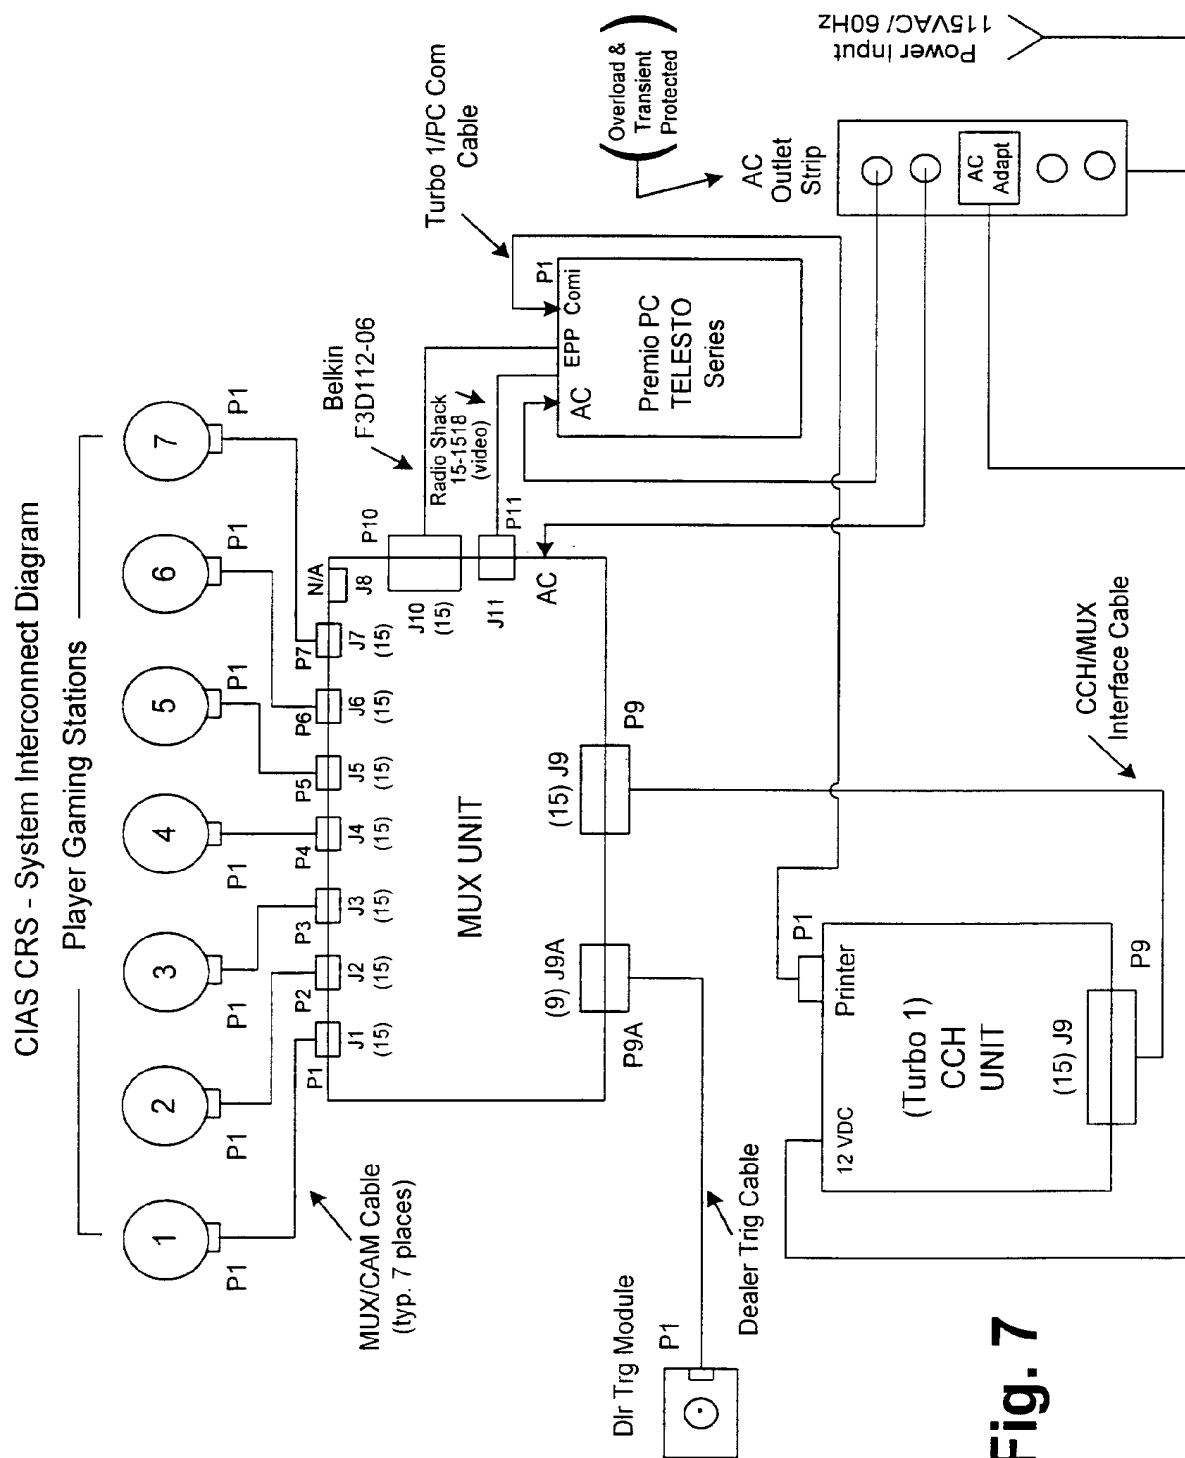 CIAS CRS - System Interconnect Diagram
Player Gaming Stations
1
2
3
4
5
6
7
P1
P1
P1
P1
P1
P1
P1
MUX/CAM Cable
(typ. 7 places)
P1
P2
P3
P4
P5
P6
P7
N/A
J1
(15)
J2
(15)
J3
(15)
J4
(15)
J5
(15)
J6
(15)
J7
(15)
J8
P10
J10
(15)
J11
P11
AC
MUX UNIT
(9) J9A
P9A
(15) J9
P9
Belkin
F3D112-06
Radio Shack
15-1518
(video)
Turbo 1/PC Com
Cable
AC
EPP
Comi
P1
Premio PC
TELESTO
Series
(Overload &
Transient
Protected)
AC
Outlet
Strip
AC
Adapt
Power Input
115VAC/ 60Hz
Dlr Trg Module
P1
Dealer Trig Cable
12 VDC
Printer
P1
(Turbo 1)
CCH
UNIT
(15) J9
P9
CCH/MUX
Interface Cable
Fig. 7